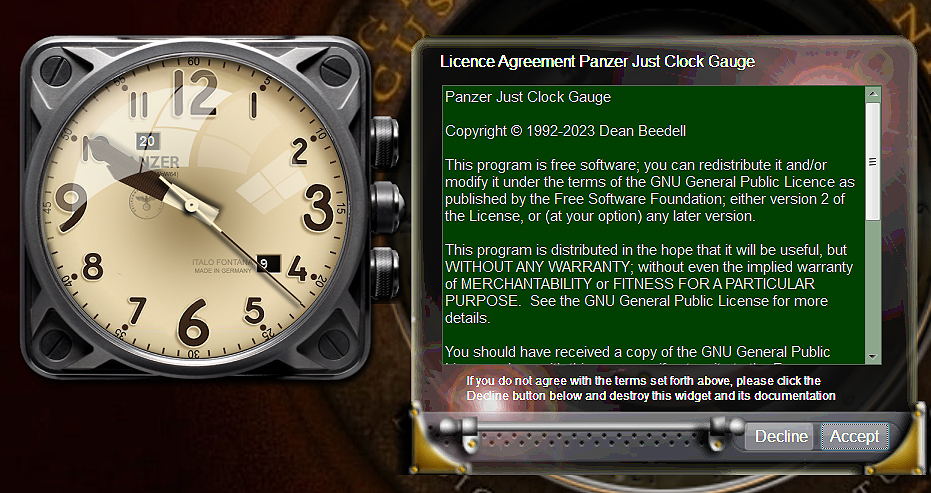 60
12
11
1
20
2
10
ANZER
9
3
45
15
ITALO FONTANA
MADE IN GERMANY
9
8
4
40
20
7
5
6
35
25
30
Licence Agreement Panzer Just Clock Gauge
Panzer Just Clock Gauge
Copyright © 1992-2023 Dean Beedell
This program is free software; you can redistribute it and/or
modify it under the terms of the GNU General Public Licence as
published by the Free Software Foundation; either version 2 of
the License, or (at your option) any later version.
This program is distributed in the hope that it will be useful, but
WITHOUT ANY WARRANTY; without even the implied warranty
of MERCHANTABILITY or FITNESS FOR A PARTICULAR
PURPOSE.  See the GNU General Public License for more
details.
You should have received a copy of the GNU General Public
If you do not agree with the terms set forth above, please click the
Decline button below and destroy this widget and its documentation
Decline
Accept